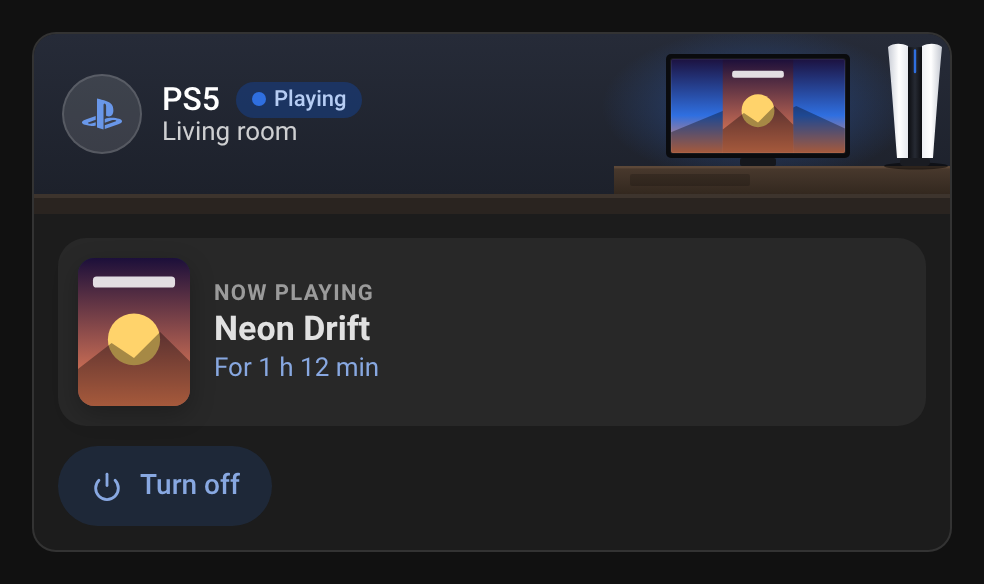 PS5
Playing
Living room
NOW PLAYING
Neon Drift
For 1 h 12 min
Turn off